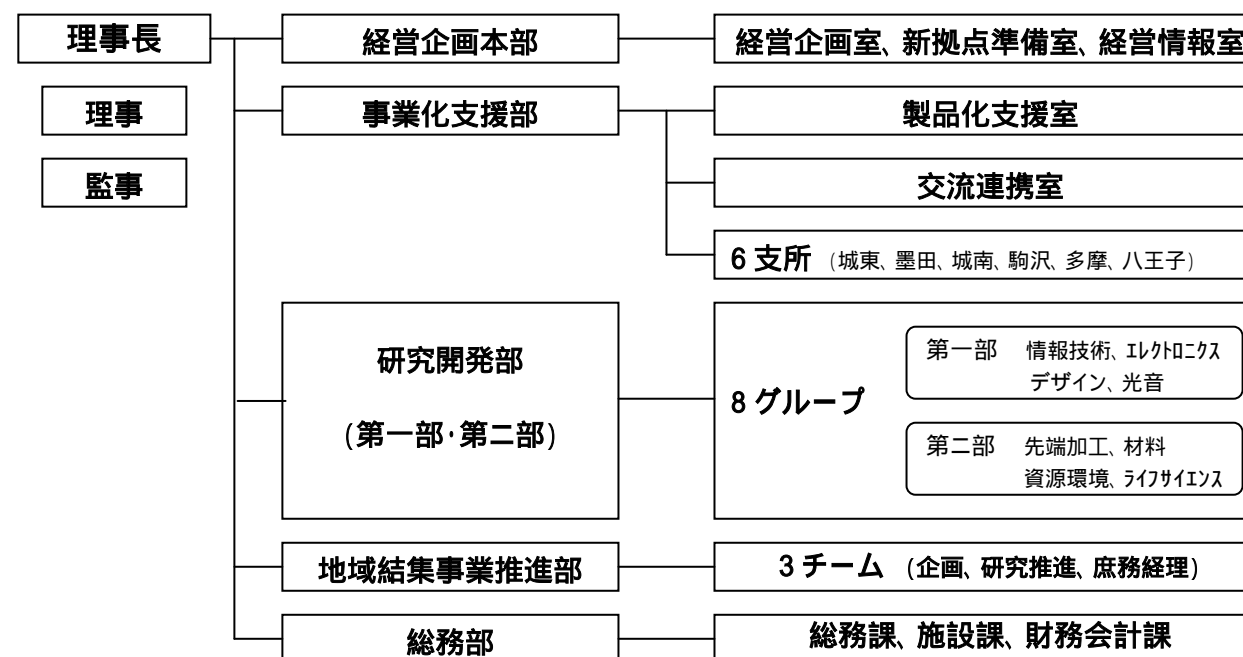 理事長
経営企画本部
経営企画室、新拠点準備室、経営情報室
理事
事業化支援部
製品化支援室
監事
交流連携室
6支所 (城東、墨田、城南、駒沢、多摩、八王子)
研究開発部
(第一部・第二部)
8グループ
第一部 情報技術、エレクトロニクス
デザイン、光音
第二部 先端加工、材料
資源環境、ライフサイエンス
地域結集事業推進部
3チーム (企画、研究推進、庶務経理)
総務部
総務課、施設課、財務会計課